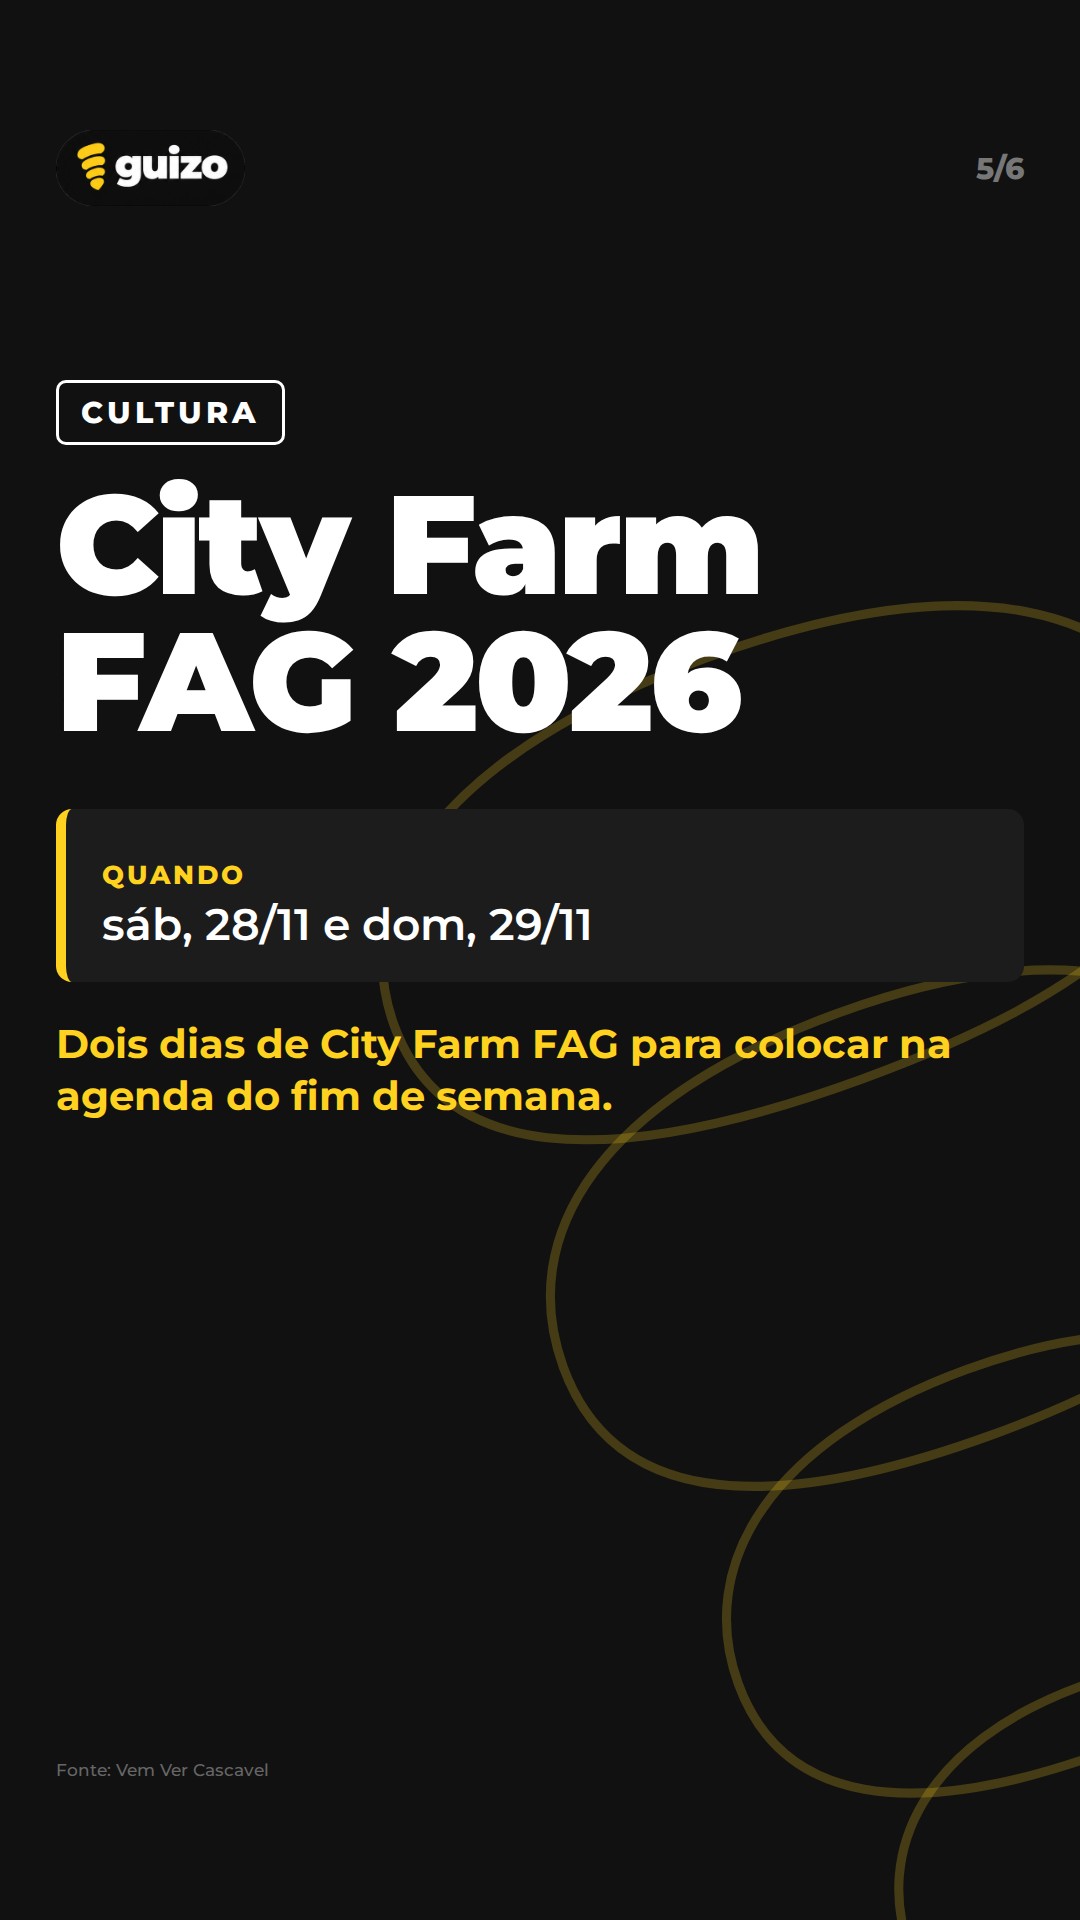 guizo
5/6
CULTURA
City Farm
FAG 2026
QUANDO
sáb, 28/11 e dom, 29/11
Dois dias de City Farm FAG para colocar na
agenda do fim de semana.
Fonte: Vem Ver Cascavel